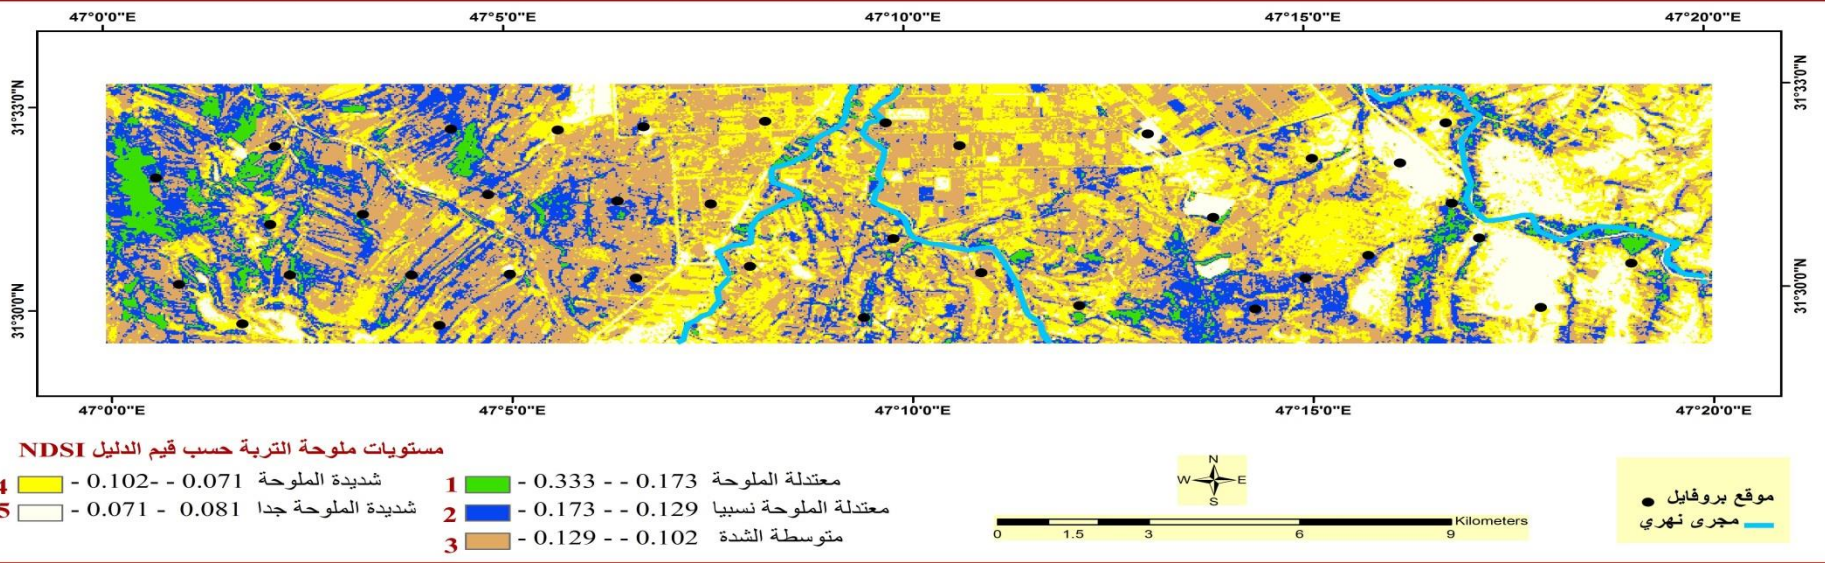 47°0'0"E 47°5'0"E 47°10'0"E 47°15'0"E 47°20'0"E
31°33'0"N 31°33'0"N
31°30'0"N 31°30'0"N
47°0'0"E 47°5'0"E 47°10'0"E 47°15'0"E 47°20'0"E
مستويات ملوحة التربة حسب قيم الدليل NDSI
1 - 0.333 - - 0.173 معتدلة الملوحة
2 - 0.173 - - 0.129 معتدلة الملوحة نسبيا
3 - 0.129 - - 0.102 متوسطة الشدة
4 - 0.102- - 0.071 شديدة الملوحة
5 - 0.071 - 0.081 شديدة الملوحة جدا
N
W E
S
Kilometers
0 1.5 3 6 9
موقع بروفايل
مجرى نهري